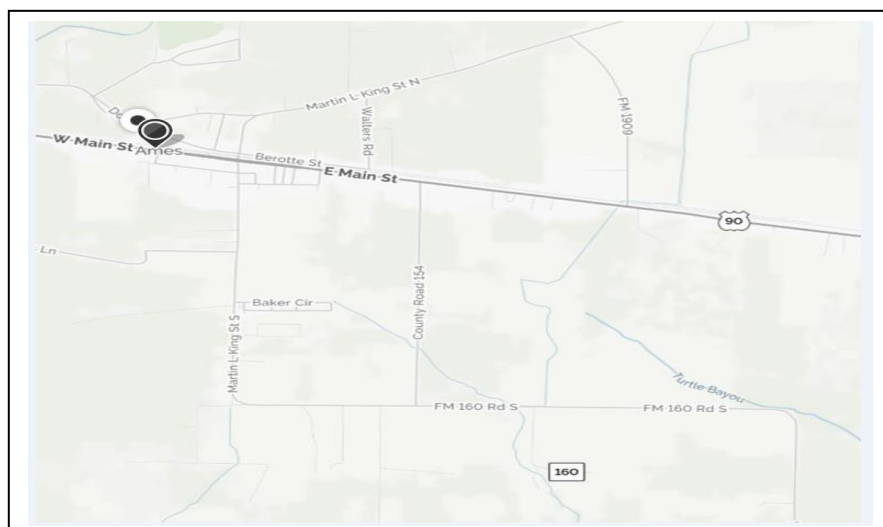 Martin L King St N
Walters Rd
FM 1909
W Main St
Ames
Berotte St
E Main St
90
Ln
County Road 154
Baker Cir
Martin L King St S
Turtle Bayou
FM 160 Rd S
FM 160 Rd S
160